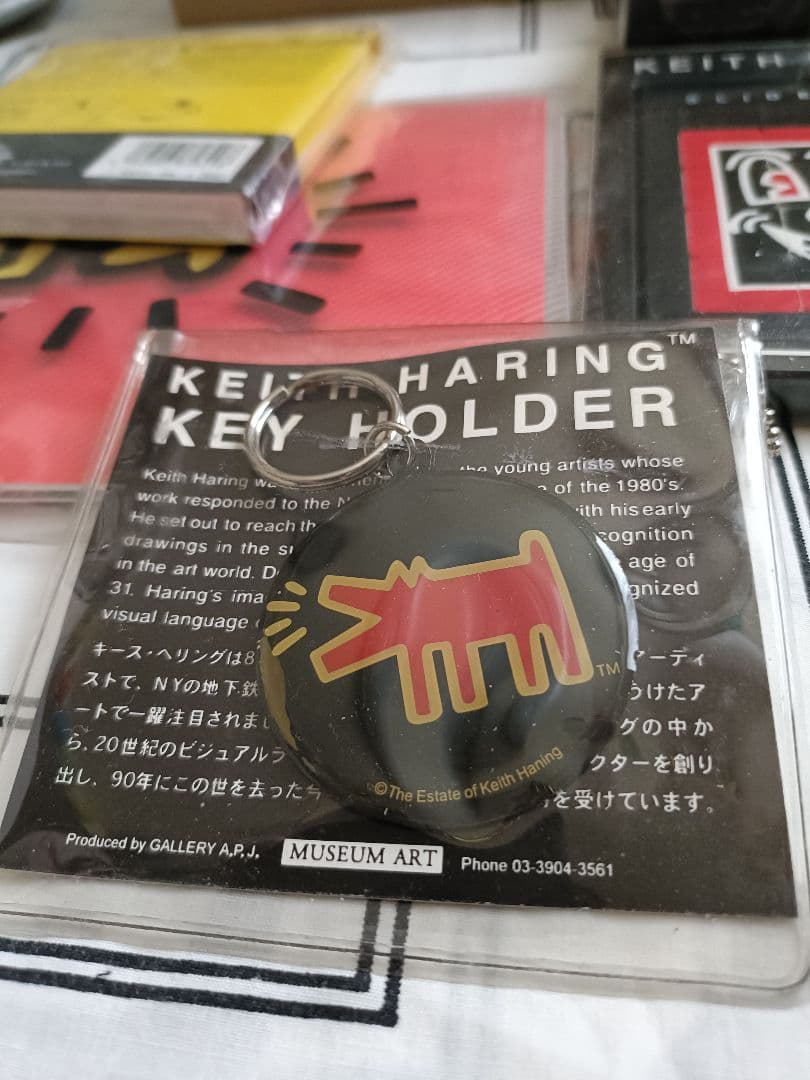 KEITH
KEITH HARING™
KEY HOLDER
Keith Haring the young artists whose
work responded to the of the 1980's.
He set out to reach with his early
drawings in the cognition
in the art world. D age of
31. Haring's ima gnized
visual language
キース・ヘリングは8 アーティ
ストで、NYの地下鉄 うけたア
ートで一躍注目されまし グの中か
ら、20世紀のビジュアルラ クターを創り
出し、90年にこの世を去った今 を受けています。
TM
©The Estate of Keith Haning
Produced by GALLERY A.P.J. MUSEUM ART Phone 03-3904-3561